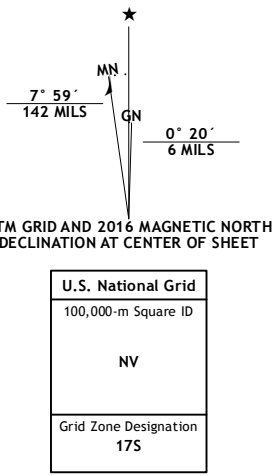 ★
MN
7° 59´
142 MILS
GN
0° 20´
6 MILS
TM GRID AND 2016 MAGNETIC NORTH
DECLINATION AT CENTER OF SHEET
U.S. National Grid
100,000-m Square ID
NV
Grid Zone Designation
17S